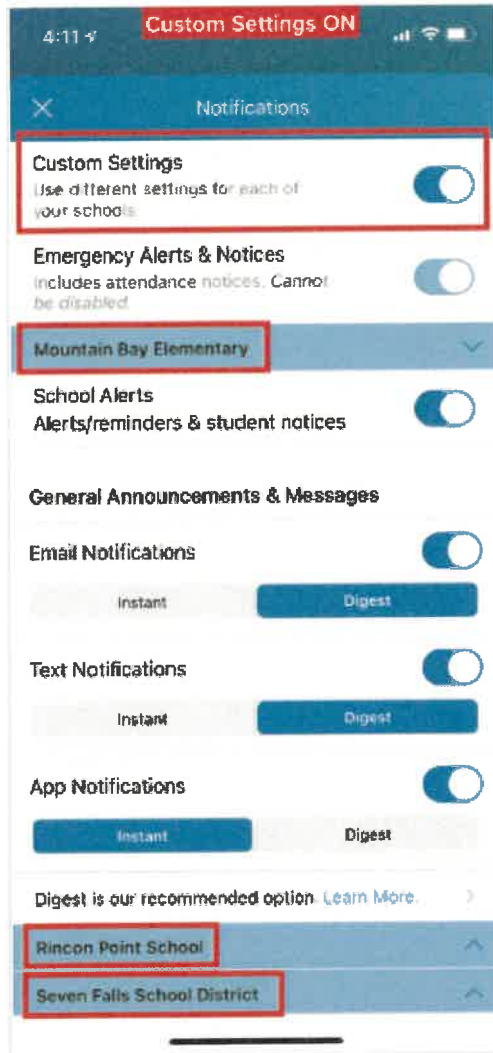 Custom Settings ON
4:11
Notifications
Custom Settings
Use different settings for each of
your schools
Emergency Alerts & Notices
Includes attendance notices. Cannot
be disabled
Mountain Bay Elementary
School Alerts
Alerts/reminders & student notices
General Announcements & Messages
Email Notifications
Instant Digest
Text Notifications
Instant Digest
App Notifications
Instant Digest
Digest is our recommended option. Learn More.
Rincon Point School
Seven Falls School District